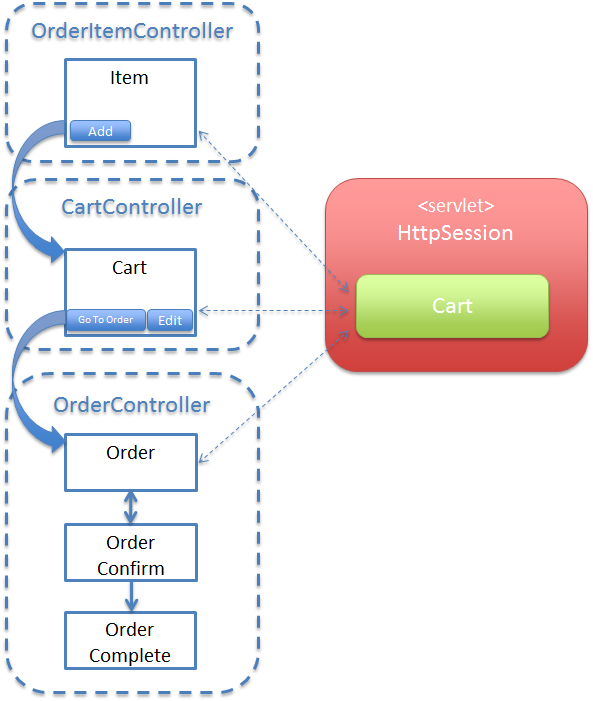 OrderItemController
Item
Add
CartController
Cart
Go To Order
Edit
OrderController
Order
Order
Confirm
Order
Complete
<servlet>
HttpSession
Cart